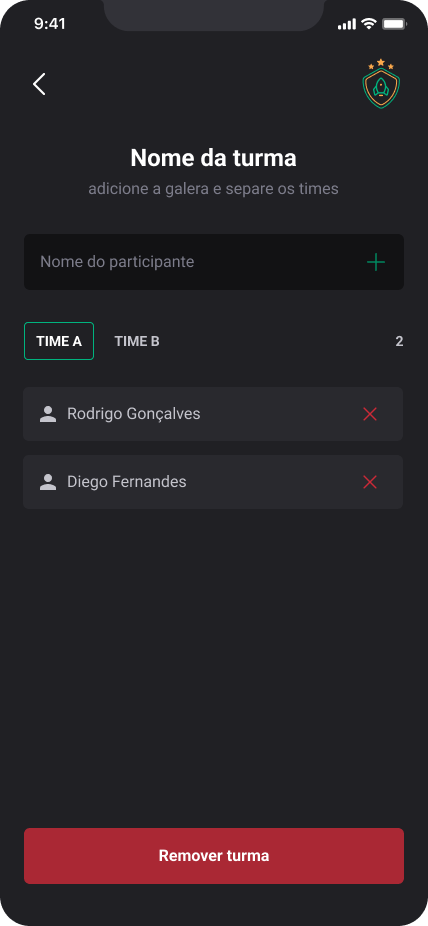 9:41
Nome da turma
adicione a galera e separe os times
Nome do participante
TIME A TIME B 2
Rodrigo Gonçalves
Diego Fernandes
Remover turma